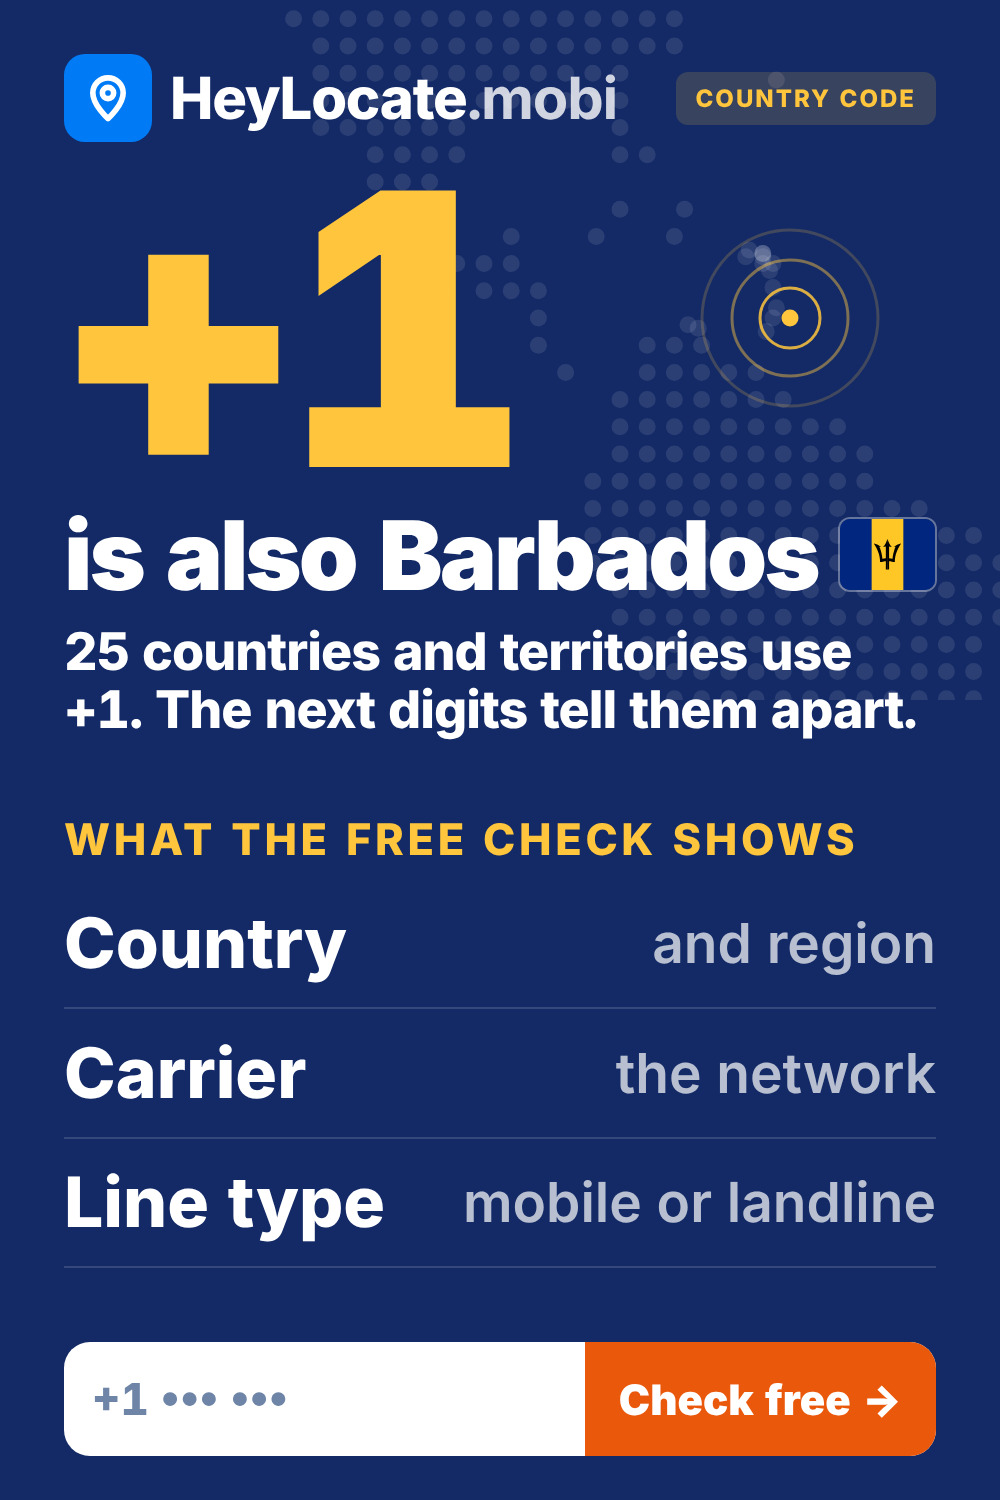 HeyLocate.mobi
COUNTRY CODE
+1
is also Barbados
25 countries and territories use
+1. The next digits tell them apart.
WHAT THE FREE CHECK SHOWS
Country and region
Carrier the network
Line type mobile or landline
+1 ••• •••
Check free →